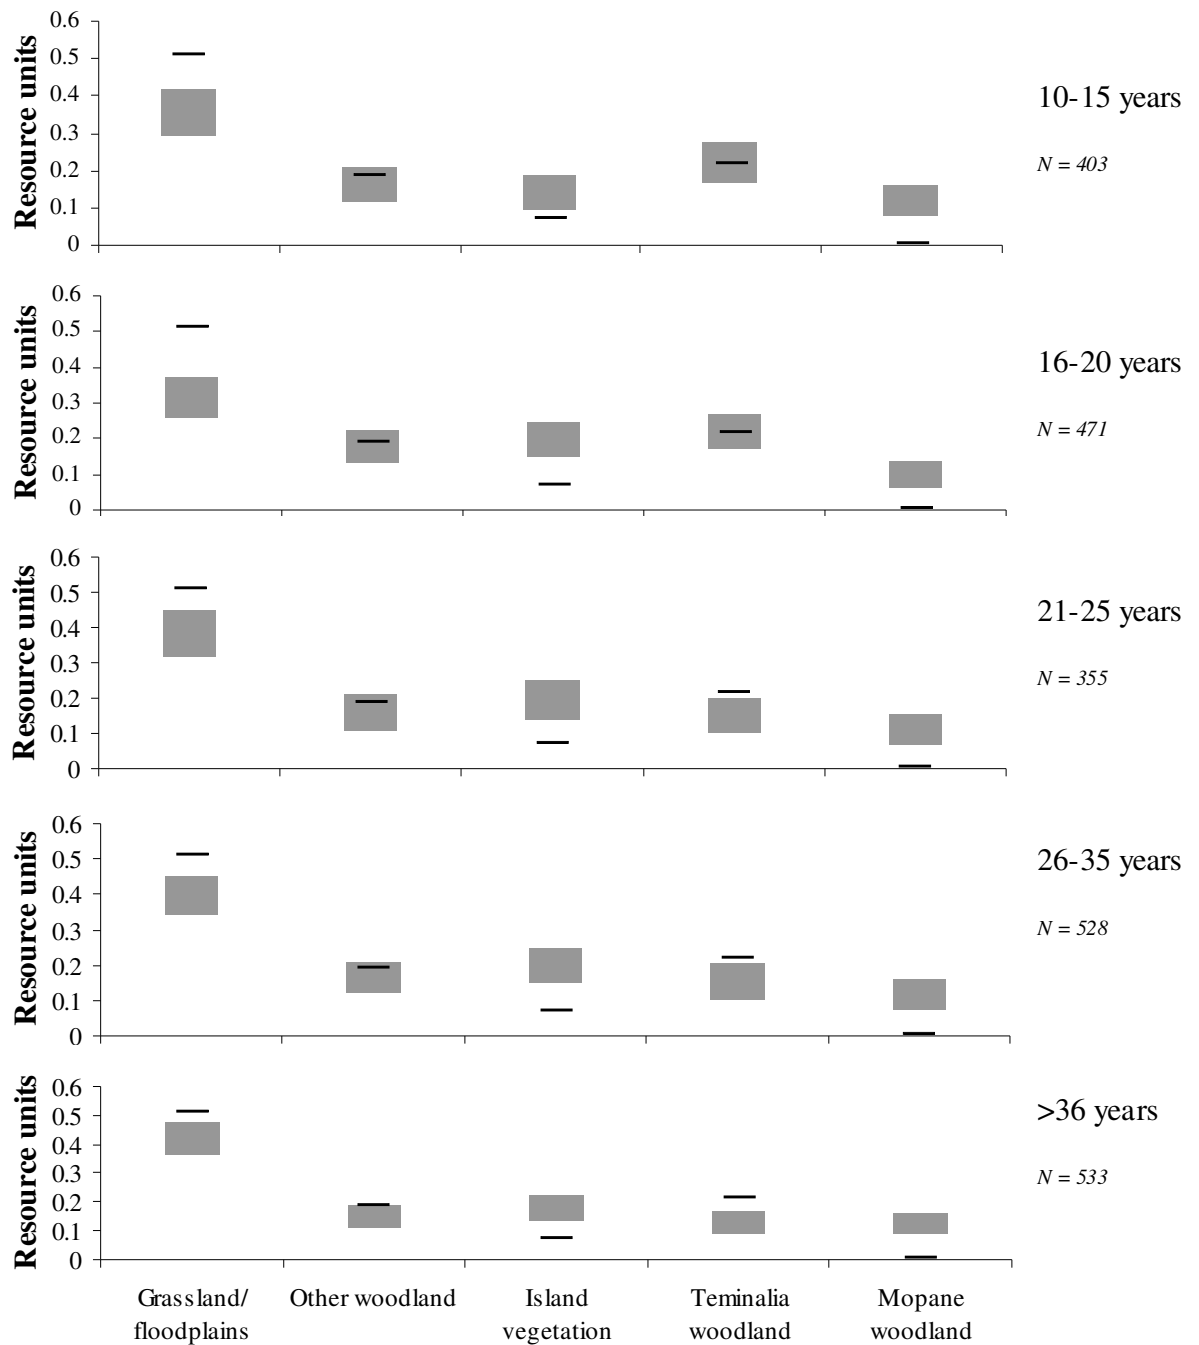 0.6
0.5
0.4
0.3
0.2
0.1
0
Resource units
10-15 years
N = 403
0.6
0.5
0.4
0.3
0.2
0.1
0
Resource units
16-20 years
N = 471
0.6
0.5
0.4
0.3
0.2
0.1
0
Resource units
21-25 years
N = 355
0.6
0.5
0.4
0.3
0.2
0.1
0
Resource units
26-35 years
N = 528
0.6
0.5
0.4
0.3
0.2
0.1
0
Resource units
>36 years
N = 533
Grassland/
floodplains
Other woodland
Island
vegetation
Teminalia
woodland
Mopane
woodland